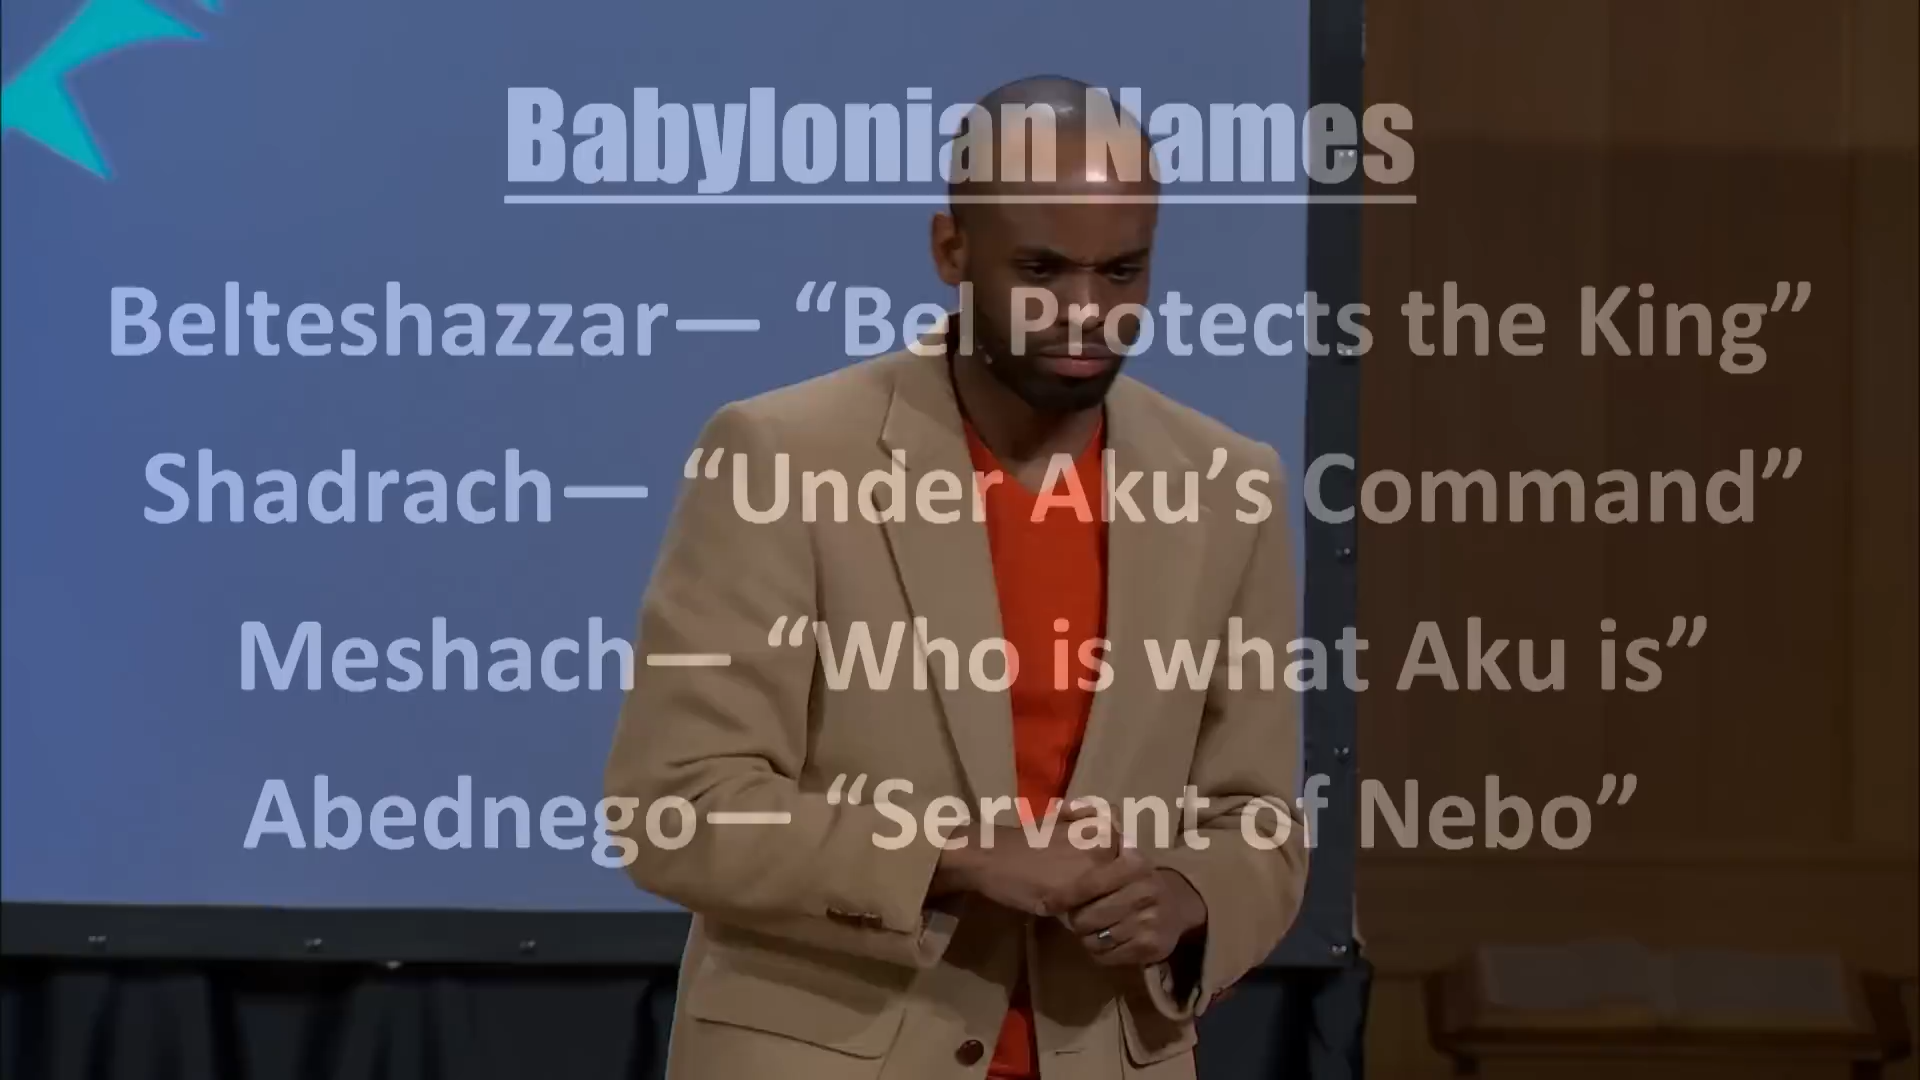 Babylonian Names
Belteshazzar— “Bel Protects the King”
Shadrach— “Under Aku’s Command”
Meshach— “Who is what Aku is”
Abednego— “Servant of Nebo”